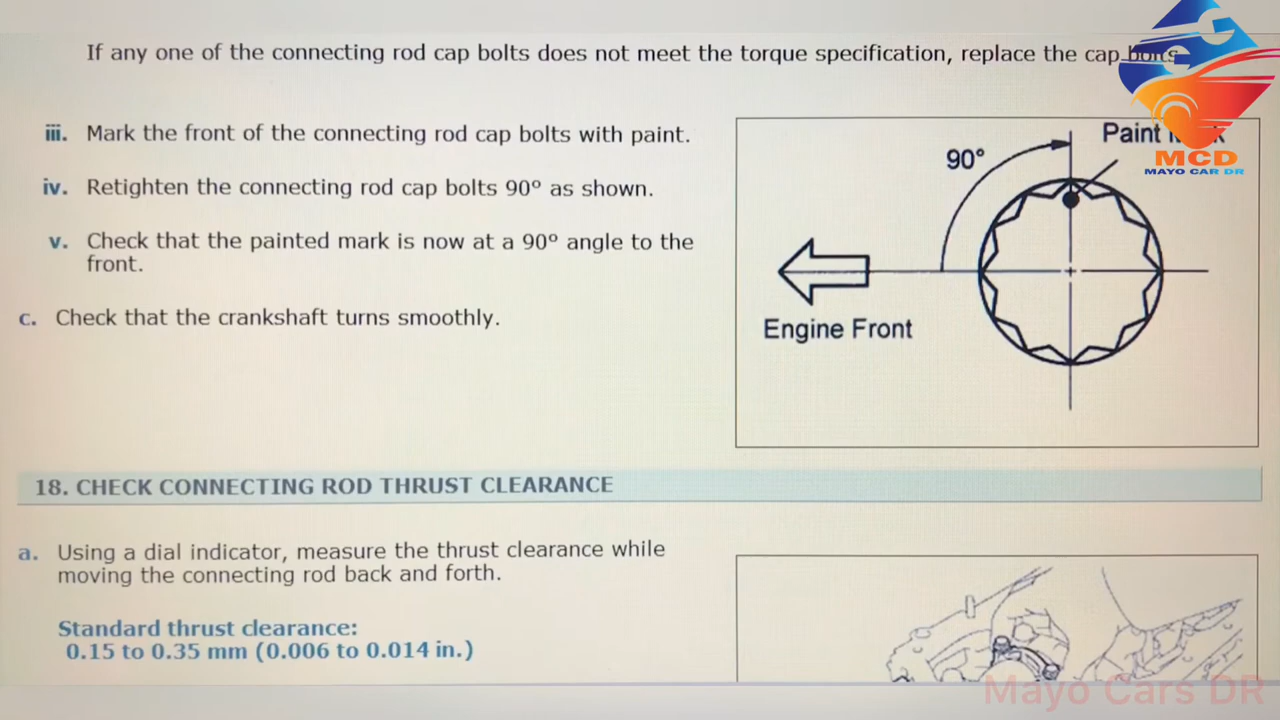 If any one of the connecting rod cap bolts does not meet the torque specification, replace the cap bolts
iii. Mark the front of the connecting rod cap bolts with paint.
iv. Retighten the connecting rod cap bolts 90° as shown.
v. Check that the painted mark is now at a 90° angle to the
front.
c. Check that the crankshaft turns smoothly.
90°
Paint
Engine Front
MCD
MAYO CAR DR
18. CHECK CONNECTING ROD THRUST CLEARANCE
a. Using a dial indicator, measure the thrust clearance while
moving the connecting rod back and forth.
Standard thrust clearance:
0.15 to 0.35 mm (0.006 to 0.014 in.)
Mayo Cars DR